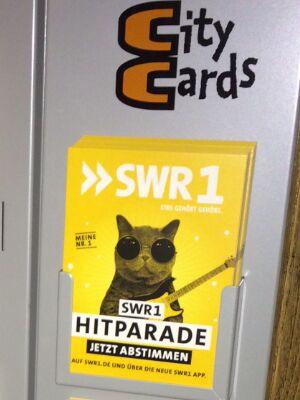 City
Cards
SWR1
EINS GEHÖRT GEHÖRT.
MEINE
NR. 1
SWR1
HITPARADE
JETZT ABSTIMMEN
AUF SWR1.DE UND ÜBER DIE NEUE SWR1 APP.